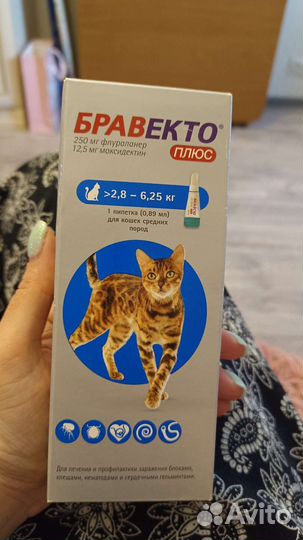 БРАВЕКТО®
250 мг флураланер
12,5 мг моксидектин
ПЛЮС
>2,8 – 6,25 кг
1 пипетка (0,89 мл)
для кошек средних
пород
Для лечения и профилактики заражения блохами,
клещами, нематодами и сердечными гельминтами.
Avito